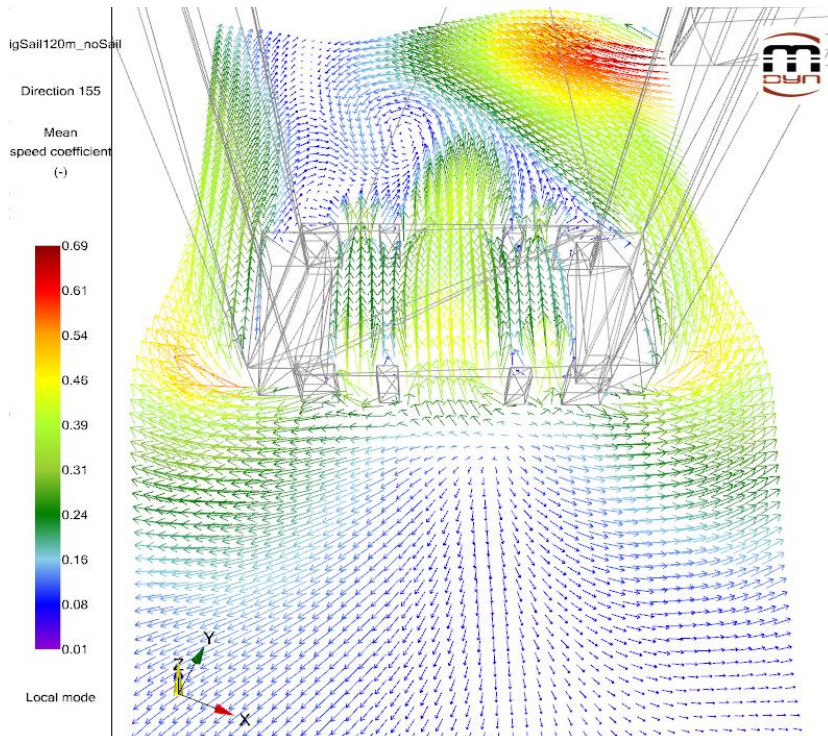 igSail120m_noSail
Direction 155
Mean
speed coefficient
(-)
0.69
0.61
0.54
0.46
0.39
0.31
0.24
0.16
0.08
0.01
Y
Z
X
Local mode